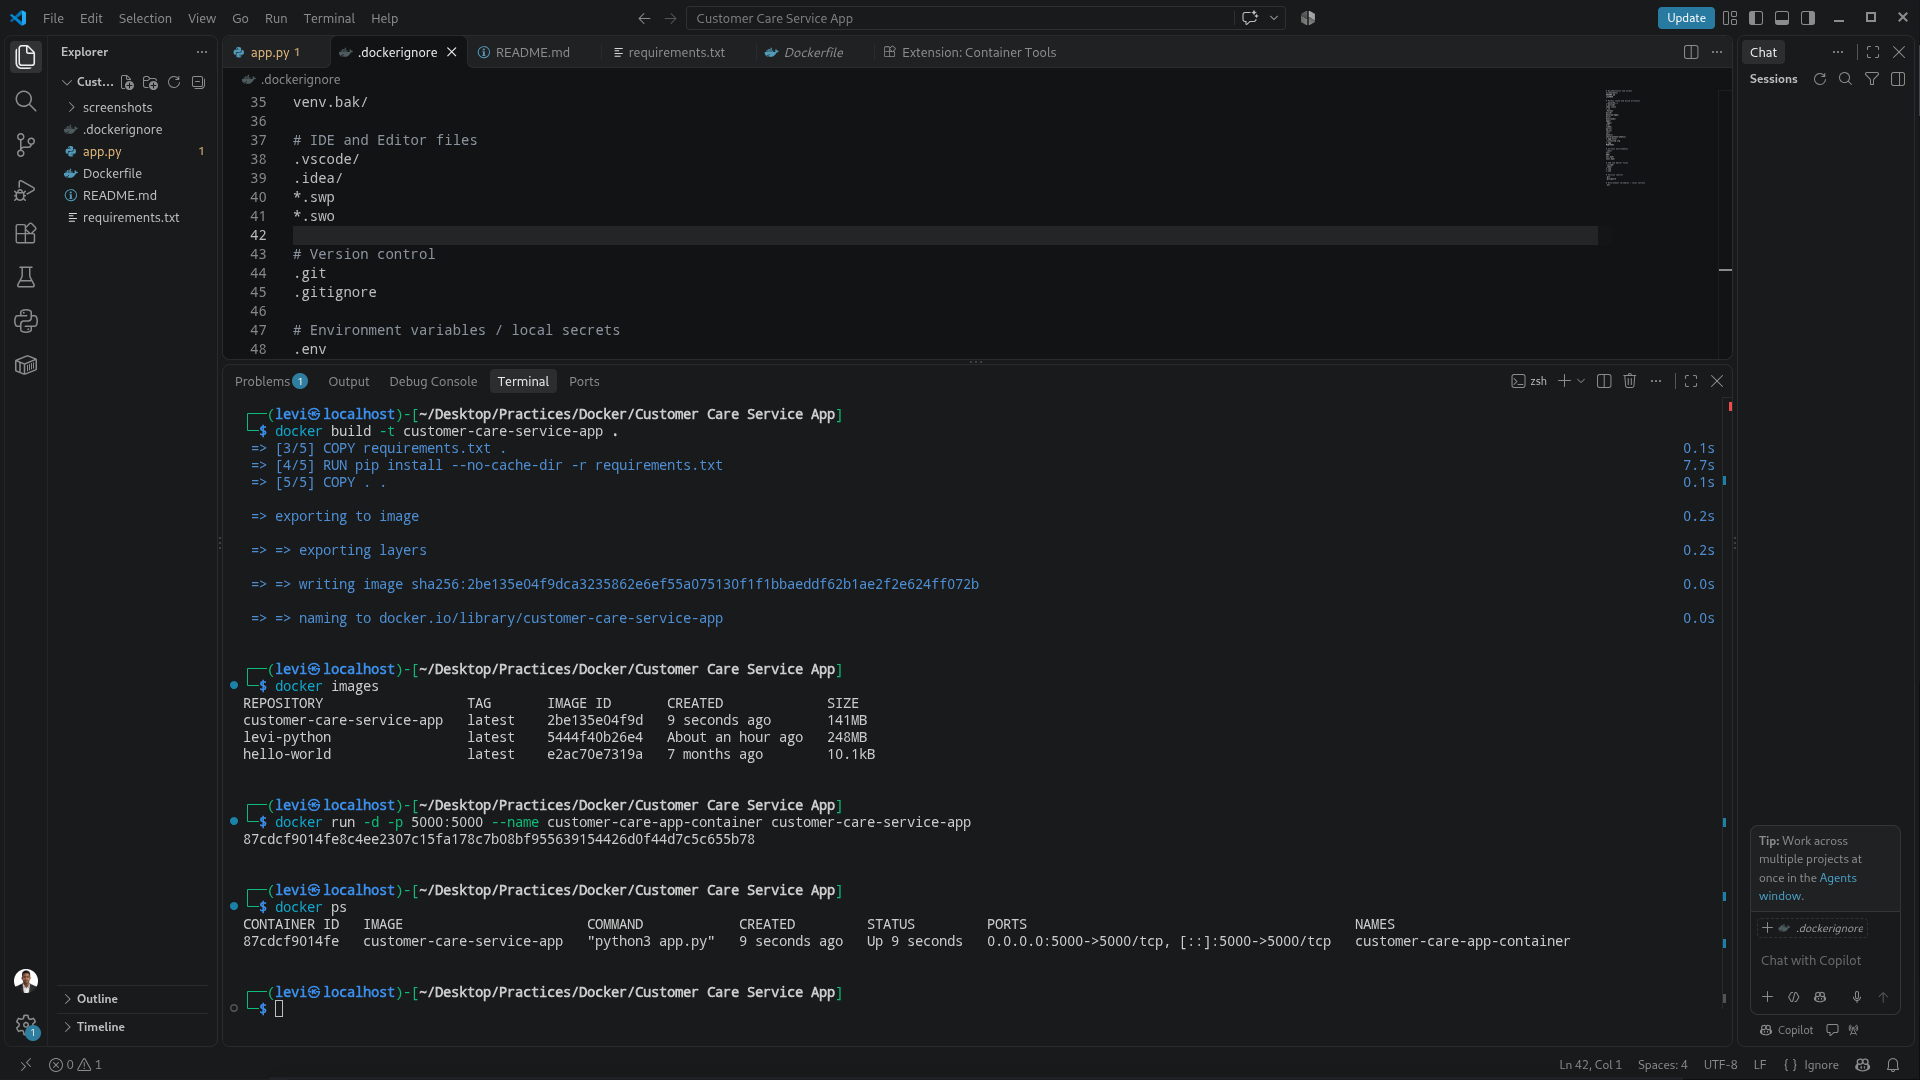 File Edit Selection View Go Run Terminal Help
Customer Care Service App
Update
Explorer
Cust...
screenshots
.dockerignore
app.py 1
Dockerfile
README.md
requirements.txt
Outline
Timeline
app.py 1
.dockerignore
README.md
requirements.txt
Dockerfile
Extension: Container Tools
.dockerignore
35 venv.bak/
36
37 # IDE and Editor files
38 .vscode/
39 .idea/
40 *.swp
41 *.swo
42
43 # Version control
44 .git
45 .gitignore
46
47 # Environment variables / local secrets
48 .env
Problems 1 Output Debug Console Terminal Ports
zsh
┌──(levi㉿localhost)-[~/Desktop/Practices/Docker/Customer Care Service App]
└─$ docker build -t customer-care-service-app .
=> [3/5] COPY requirements.txt . 0.1s
=> [4/5] RUN pip install --no-cache-dir -r requirements.txt 7.7s
=> [5/5] COPY . . 0.1s
=> exporting to image 0.2s
=> => exporting layers 0.2s
=> => writing image sha256:2be135e04f9dca3235862e6ef55a075130f1f1bbaeddf62b1ae2f2e624ff072b 0.0s
=> => naming to docker.io/library/customer-care-service-app 0.0s
┌──(levi㉿localhost)-[~/Desktop/Practices/Docker/Customer Care Service App]
└─$ docker images
REPOSITORY TAG IMAGE ID CREATED SIZE
customer-care-service-app latest 2be135e04f9d 9 seconds ago 141MB
levi-python latest 5444f40b26e4 About an hour ago 248MB
hello-world latest e2ac70e7319a 7 months ago 10.1kB
┌──(levi㉿localhost)-[~/Desktop/Practices/Docker/Customer Care Service App]
└─$ docker run -d -p 5000:5000 --name customer-care-app-container customer-care-service-app
87cdcf9014fe8c4ee2307c15fa178c7b08bf955639154426d0f44d7c5c655b78
┌──(levi㉿localhost)-[~/Desktop/Practices/Docker/Customer Care Service App]
└─$ docker ps
CONTAINER ID IMAGE COMMAND CREATED STATUS PORTS NAMES
87cdcf9014fe customer-care-service-app "python3 app.py" 9 seconds ago Up 9 seconds 0.0.0.0:5000->5000/tcp, [::]:5000->5000/tcp customer-care-app-container
┌──(levi㉿localhost)-[~/Desktop/Practices/Docker/Customer Care Service App]
└─$
Chat
Sessions
Tip: Work across
multiple projects at
once in the Agents
window.
.dockerignore
Chat with Copilot
Copilot
1
0 1
Ln 42, Col 1 Spaces: 4 UTF-8 LF { } Ignore